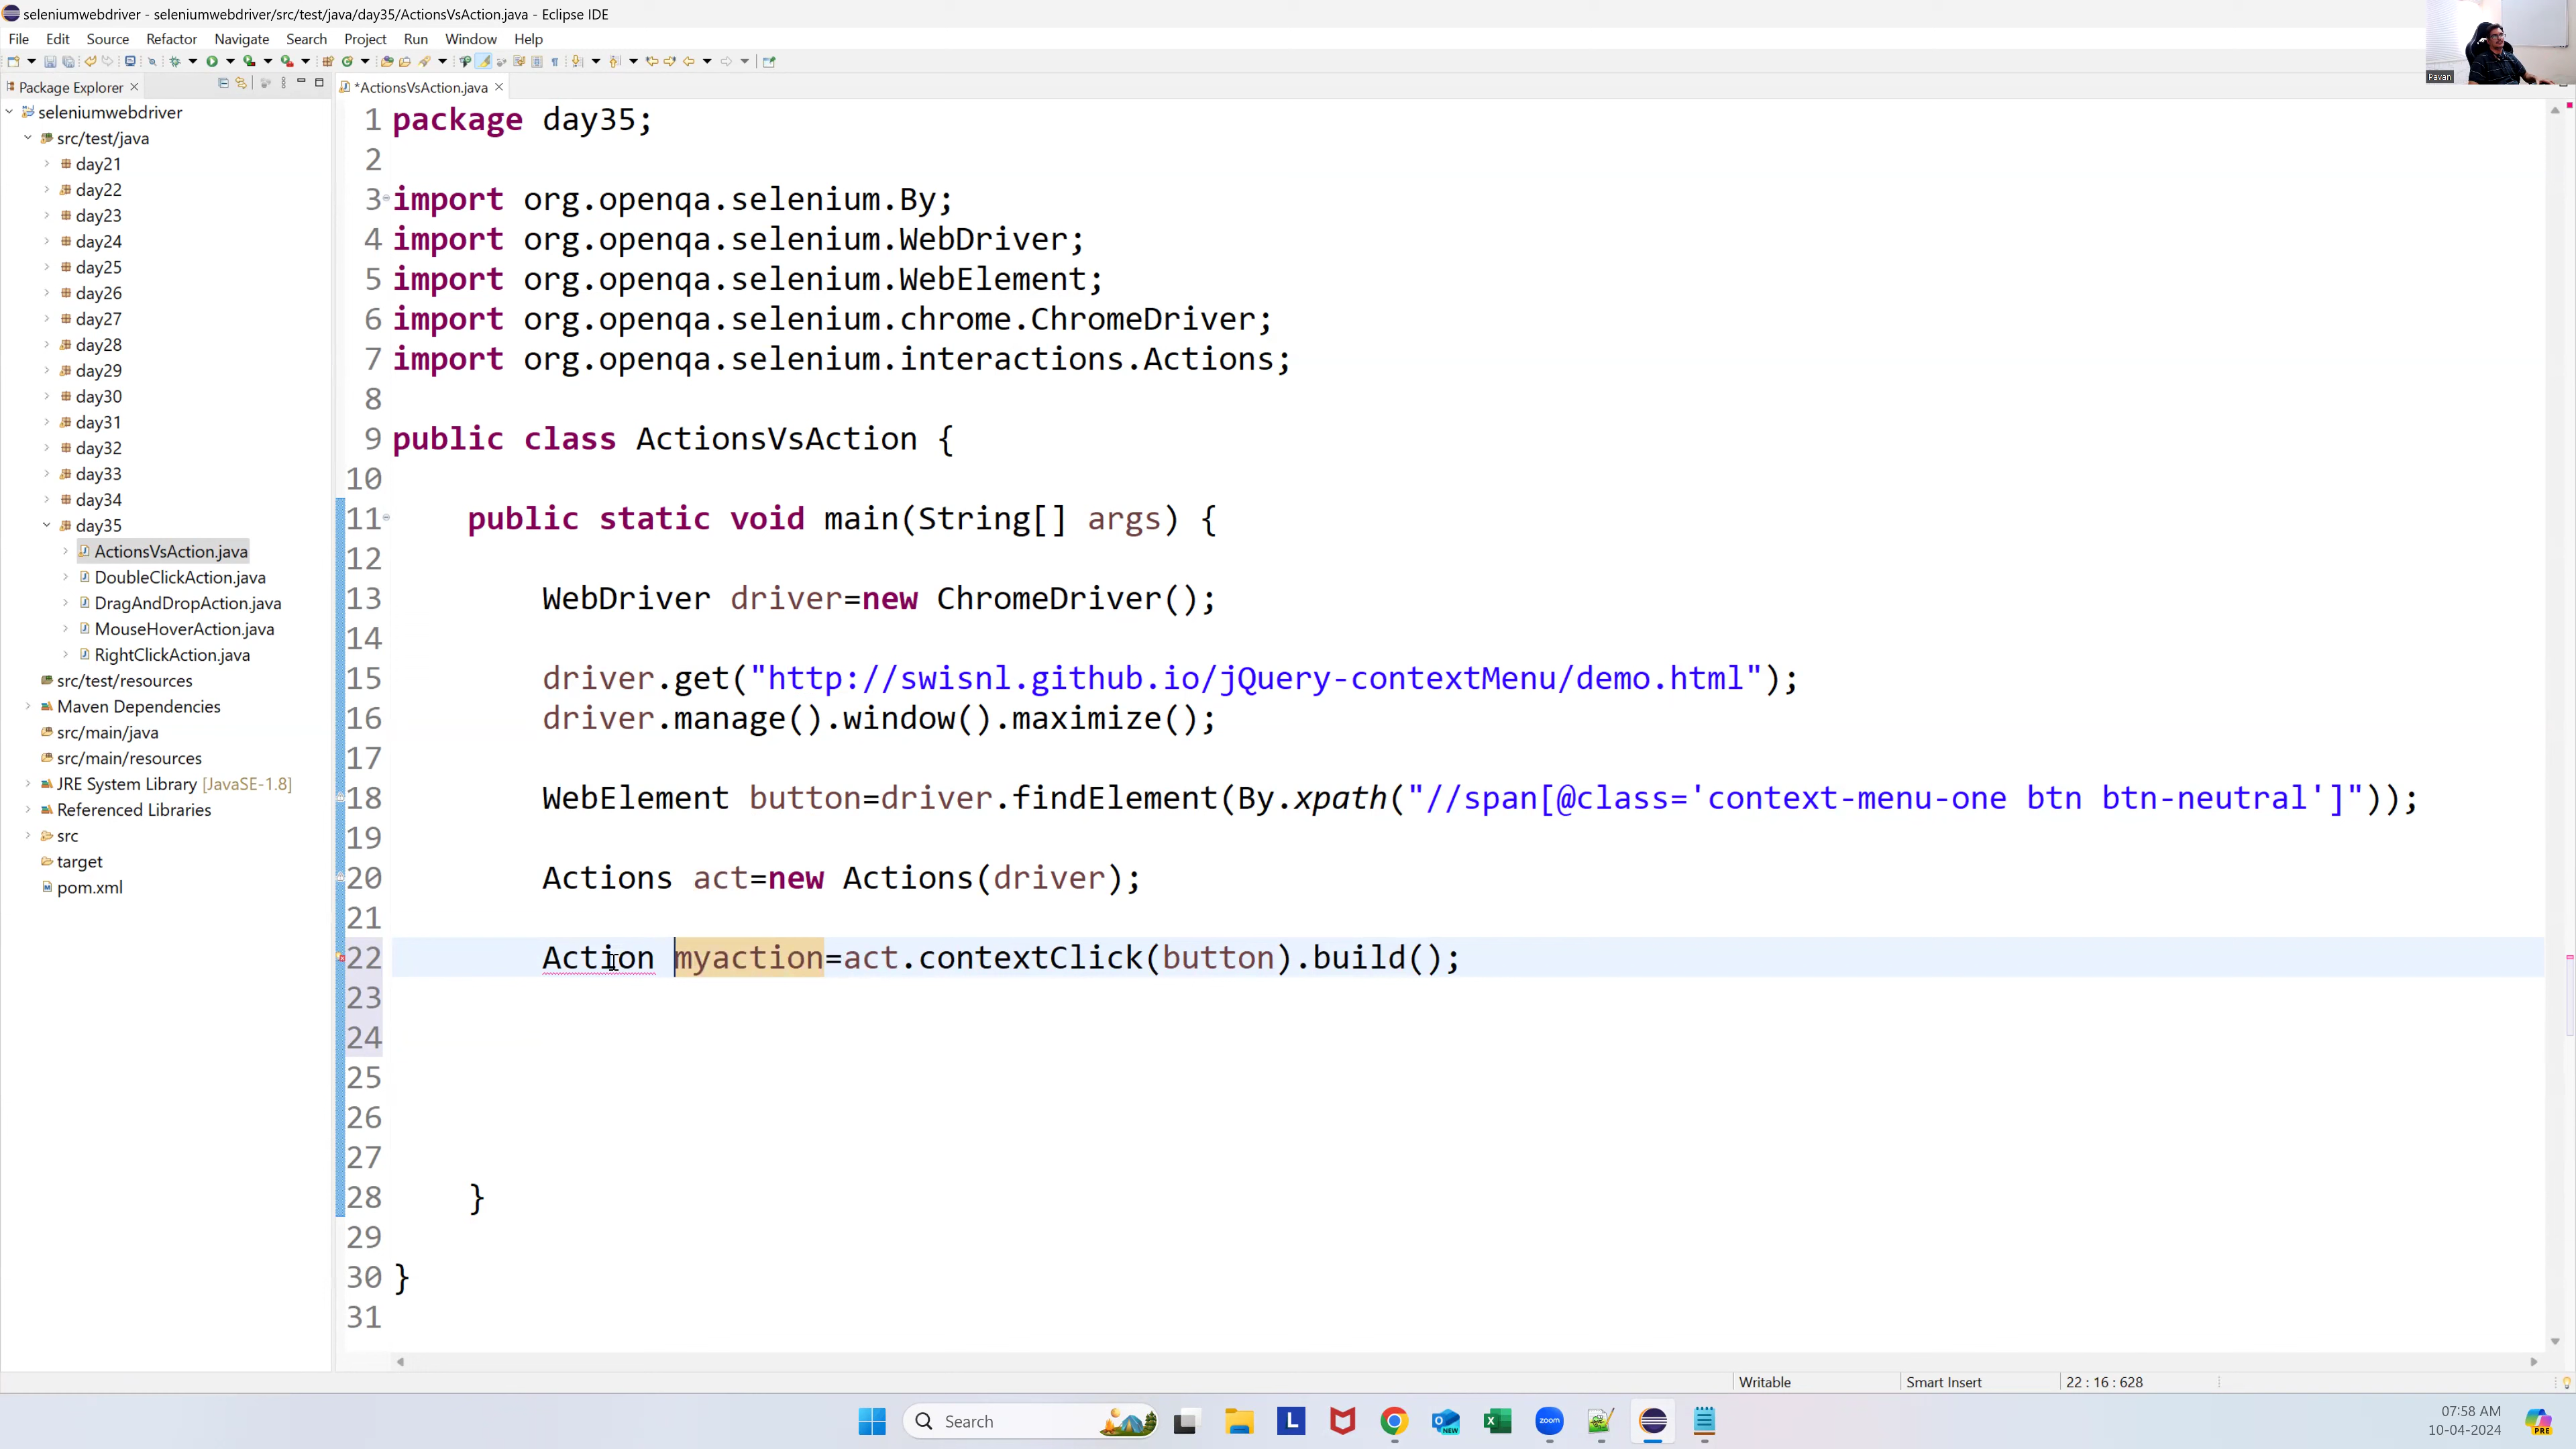 seleniumwebdriver - seleniumwebdriver/src/test/java/day35/ActionsVsAction.java - Eclipse IDE
File Edit Source Refactor Navigate Search Project Run Window Help
Pavan
Package Explorer
*ActionsVsAction.java
seleniumwebdriver
src/test/java
day21
day22
day23
day24
day25
day26
day27
day28
day29
day30
day31
day32
day33
day34
day35
ActionsVsAction.java
DoubleClickAction.java
DragAndDropAction.java
MouseHoverAction.java
RightClickAction.java
src/test/resources
Maven Dependencies
src/main/java
src/main/resources
JRE System Library [JavaSE-1.8]
Referenced Libraries
src
target
pom.xml
1 package day35;
2
3 import org.openqa.selenium.By;
4 import org.openqa.selenium.WebDriver;
5 import org.openqa.selenium.WebElement;
6 import org.openqa.selenium.chrome.ChromeDriver;
7 import org.openqa.selenium.interactions.Actions;
8
9 public class ActionsVsAction {
10
11 public static void main(String[] args) {
12
13 WebDriver driver=new ChromeDriver();
14
15 driver.get("http://swisnl.github.io/jQuery-contextMenu/demo.html");
16 driver.manage().window().maximize();
17
18 WebElement button=driver.findElement(By.xpath("//span[@class='context-menu-one btn btn-neutral']"));
19
20 Actions act=new Actions(driver);
21
22 Action myaction=act.contextClick(button).build();
23
24
25
26
27
28 }
29
30 }
31
Writable Smart Insert 22 : 16 : 628
Search
L
NEW
zoom
PRE
07:58 AM
10-04-2024